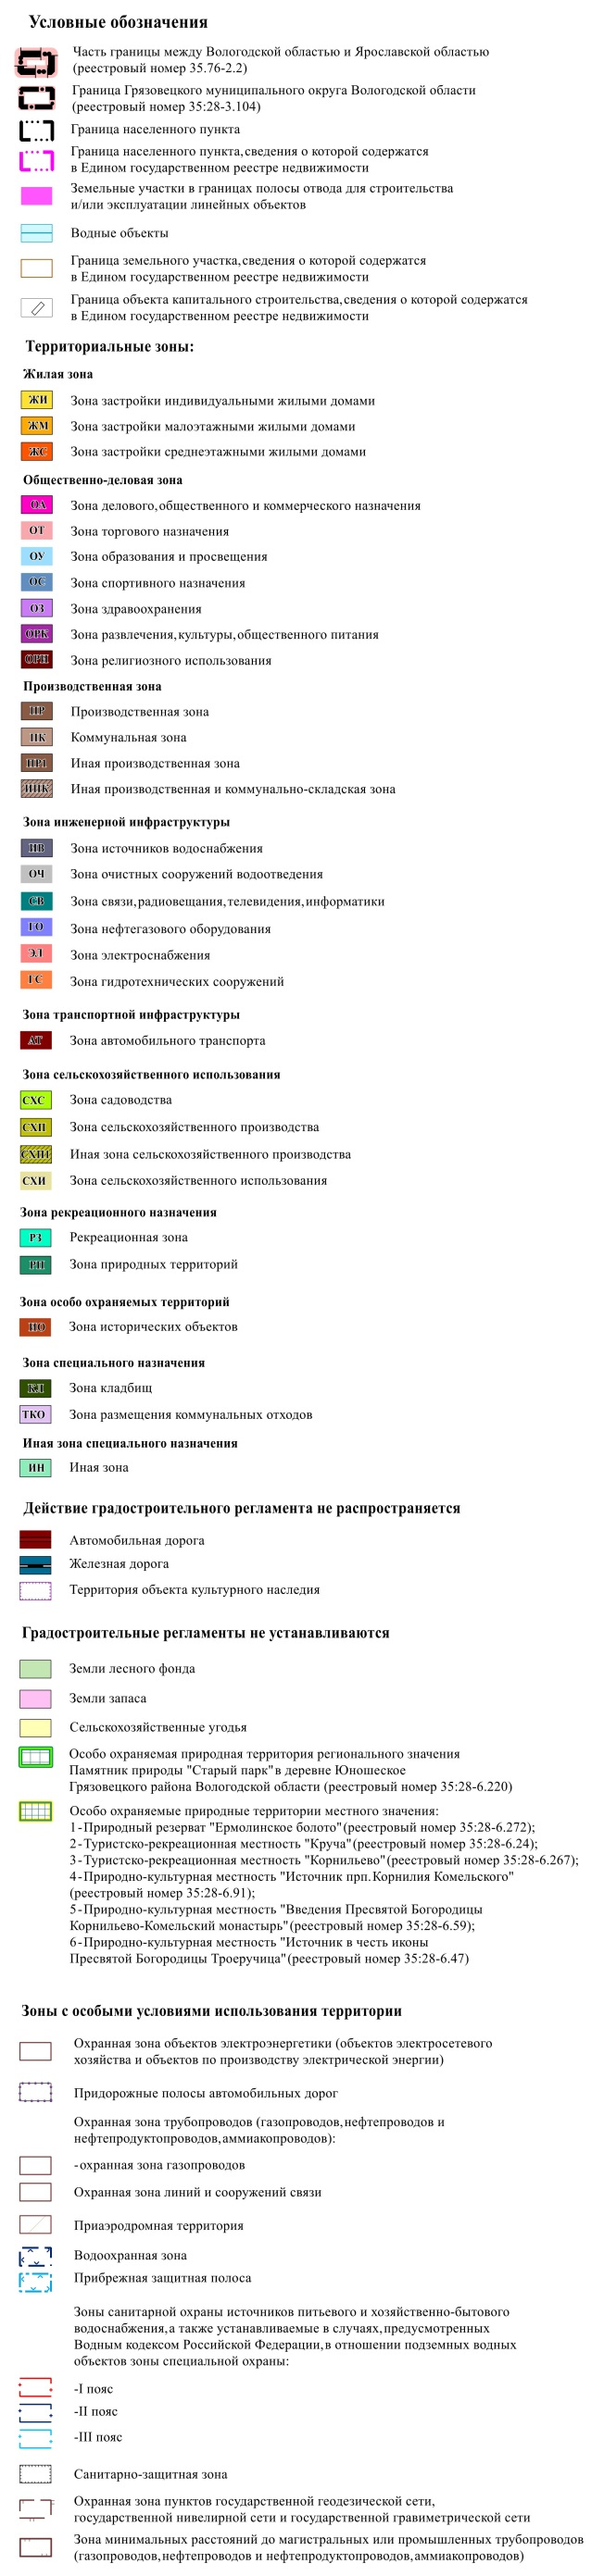 Условные обозначения
Часть границы между Вологодской областью и Ярославской областью
(реестровый номер 35.76-2.2)
Граница Грязовецкого муниципального округа Вологодской области
(реестровый номер 35:28-3.104)
Граница населенного пункта
Граница населенного пункта, сведения о которой содержатся
в Едином государственном реестре недвижимости
Земельные участки в границах полосы отвода для строительства
и/или эксплуатации линейных объектов
Водные объекты
Граница земельного участка, сведения о которой содержатся
в Едином государственном реестре недвижимости
Граница объекта капитального строительства, сведения о которой содержатся
в Едином государственном реестре недвижимости
Территориальные зоны:
Жилая зона
ЖИ Зона застройки индивидуальными жилыми домами
ЖМ Зона застройки малоэтажными жилыми домами
ЖС Зона застройки среднеэтажными жилыми домами
Общественно-деловая зона
ОД Зона делового, общественного и коммерческого назначения
ОТ Зона торгового назначения
ОУ Зона образования и просвещения
ОС Зона спортивного назначения
ОЗ Зона здравоохранения
ОРК Зона развлечения, культуры, общественного питания
ОРИ Зона религиозного использования
Производственная зона
ПР Производственная зона
ПК Коммунальная зона
ПР1 Иная производственная зона
ИПК Иная производственная и коммунально-складская зона
Зона инженерной инфраструктуры
ИВ Зона источников водоснабжения
ОЧ Зона очистных сооружений водоотведения
СВ Зона связи, радиовещания, телевидения, информатики
ГО Зона нефтегазового оборудования
ЭЛ Зона электроснабжения
ГС Зона гидротехнических сооружений
Зона транспортной инфраструктуры
АТ Зона автомобильного транспорта
Зона сельскохозяйственного использования
СХС Зона садоводства
СХП Зона сельскохозяйственного производства
СХП1 Иная зона сельскохозяйственного производства
СХИ Зона сельскохозяйственного использования
Зона рекреационного назначения
РЗ Рекреационная зона
РП Зона природных территорий
Зона особо охраняемых территорий
ИО Зона исторических объектов
Зона специального назначения
КЛ Зона кладбищ
ТКО Зона размещения коммунальных отходов
Иная зона специального назначения
ИН Иная зона
Действие градостроительного регламента не распространяется
Автомобильная дорога
Железная дорога
Территория объекта культурного наследия
Градостроительные регламенты не устанавливаются
Земли лесного фонда
Земли запаса
Сельскохозяйственные угодья
Особо охраняемая природная территория регионального значения
Памятник природы "Старый парк" в деревне Юношеское
Грязовецкого района Вологодской области (реестровый номер 35:28-6.220)
Особо охраняемые природные территории местного значения:
1-Природный резерват "Ермолинское болото" (реестровый номер 35:28-6.272);
2-Туристско-рекреационная местность "Круча" (реестровый номер 35:28-6.24);
3-Туристско-рекреационная местность "Корнильево" (реестровый номер 35:28-6.267);
4-Природно-культурная местность "Источник прп. Корнилия Комельского"
(реестровый номер 35:28-6.91);
5-Природно-культурная местность "Введения Пресвятой Богородицы
Корнильево-Комельский монастырь" (реестровый номер 35:28-6.59);
6-Природно-культурная местность "Источник в честь иконы
Пресвятой Богородицы Троеручица" (реестровый номер 35:28-6.47)
Зоны с особыми условиями использования территории
Охранная зона объектов электроэнергетики (объектов электросетевого
хозяйства и объектов по производству электрической энергии)
Придорожные полосы автомобильных дорог
Охранная зона трубопроводов (газопроводов, нефтепроводов и
нефтепродуктопроводов, аммиакопроводов):
-охранная зона газопроводов
Охранная зона линий и сооружений связи
Приаэродромная территория
Водоохранная зона
Прибрежная защитная полоса
Зоны санитарной охраны источников питьевого и хозяйственно-бытового
водоснабжения, а также устанавливаемые в случаях, предусмотренных
Водным кодексом Российской Федерации, в отношении подземных водных
объектов зоны специальной охраны:
-I пояс
-II пояс
-III пояс
Санитарно-защитная зона
Охранная зона пунктов государственной геодезической сети,
государственной нивелирной сети и государственной гравиметрической сети
Зона минимальных расстояний до магистральных или промышленных трубопроводов
(газопроводов, нефтепроводов и нефтепродуктопроводов, аммиакопроводов)